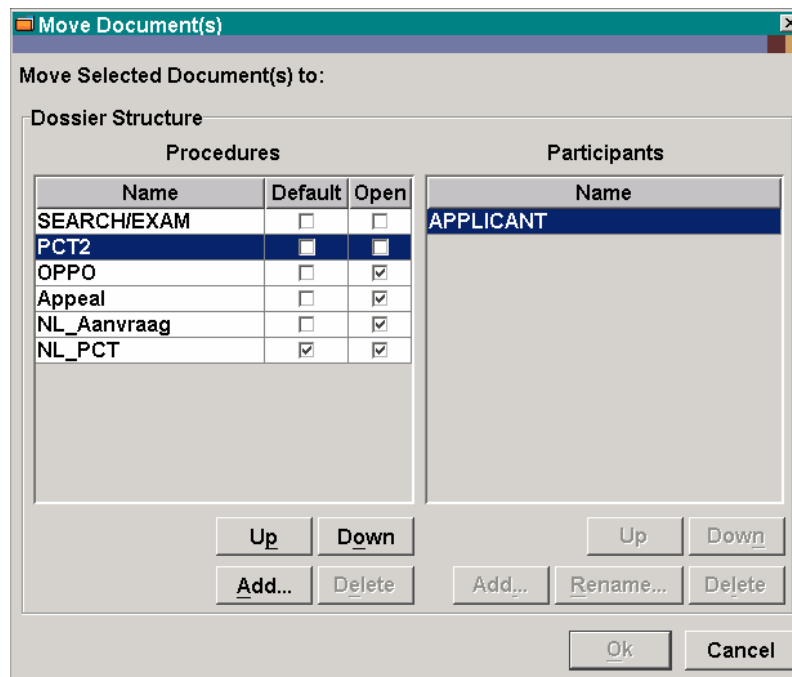 Move Document(s)
Move Selected Document(s) to:
Dossier Structure
Procedures
Participants
Name Default Open
Name
SEARCH/EXAM
APPLICANT
PCT2
OPPO
Appeal
NL_Aanvraag
NL_PCT
Up Down
Up Down
Add... Delete
Add... Rename... Delete
Ok Cancel